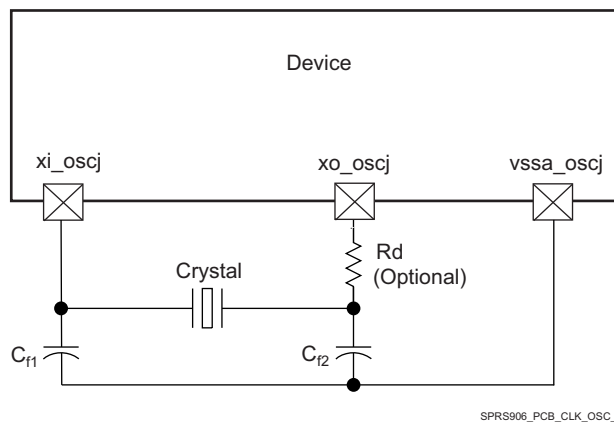 Device
xi_oscj
xo_oscj
vssa_oscj
Rd
(Optional)
Crystal
Cf1
Cf2
SPRS906_PCB_CLK_OSC_